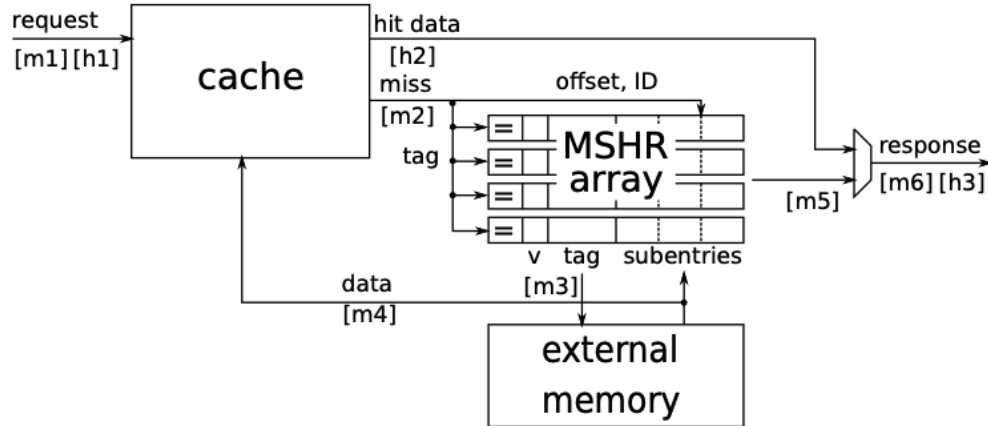 request
[m1][h1]
cache
hit data
[h2]
miss
[m2]
offset, ID
tag
=
=
=
=
MSHR
array
v tag subentries
[m3]
data
[m4]
external
memory
[m5]
response
[m6][h3]